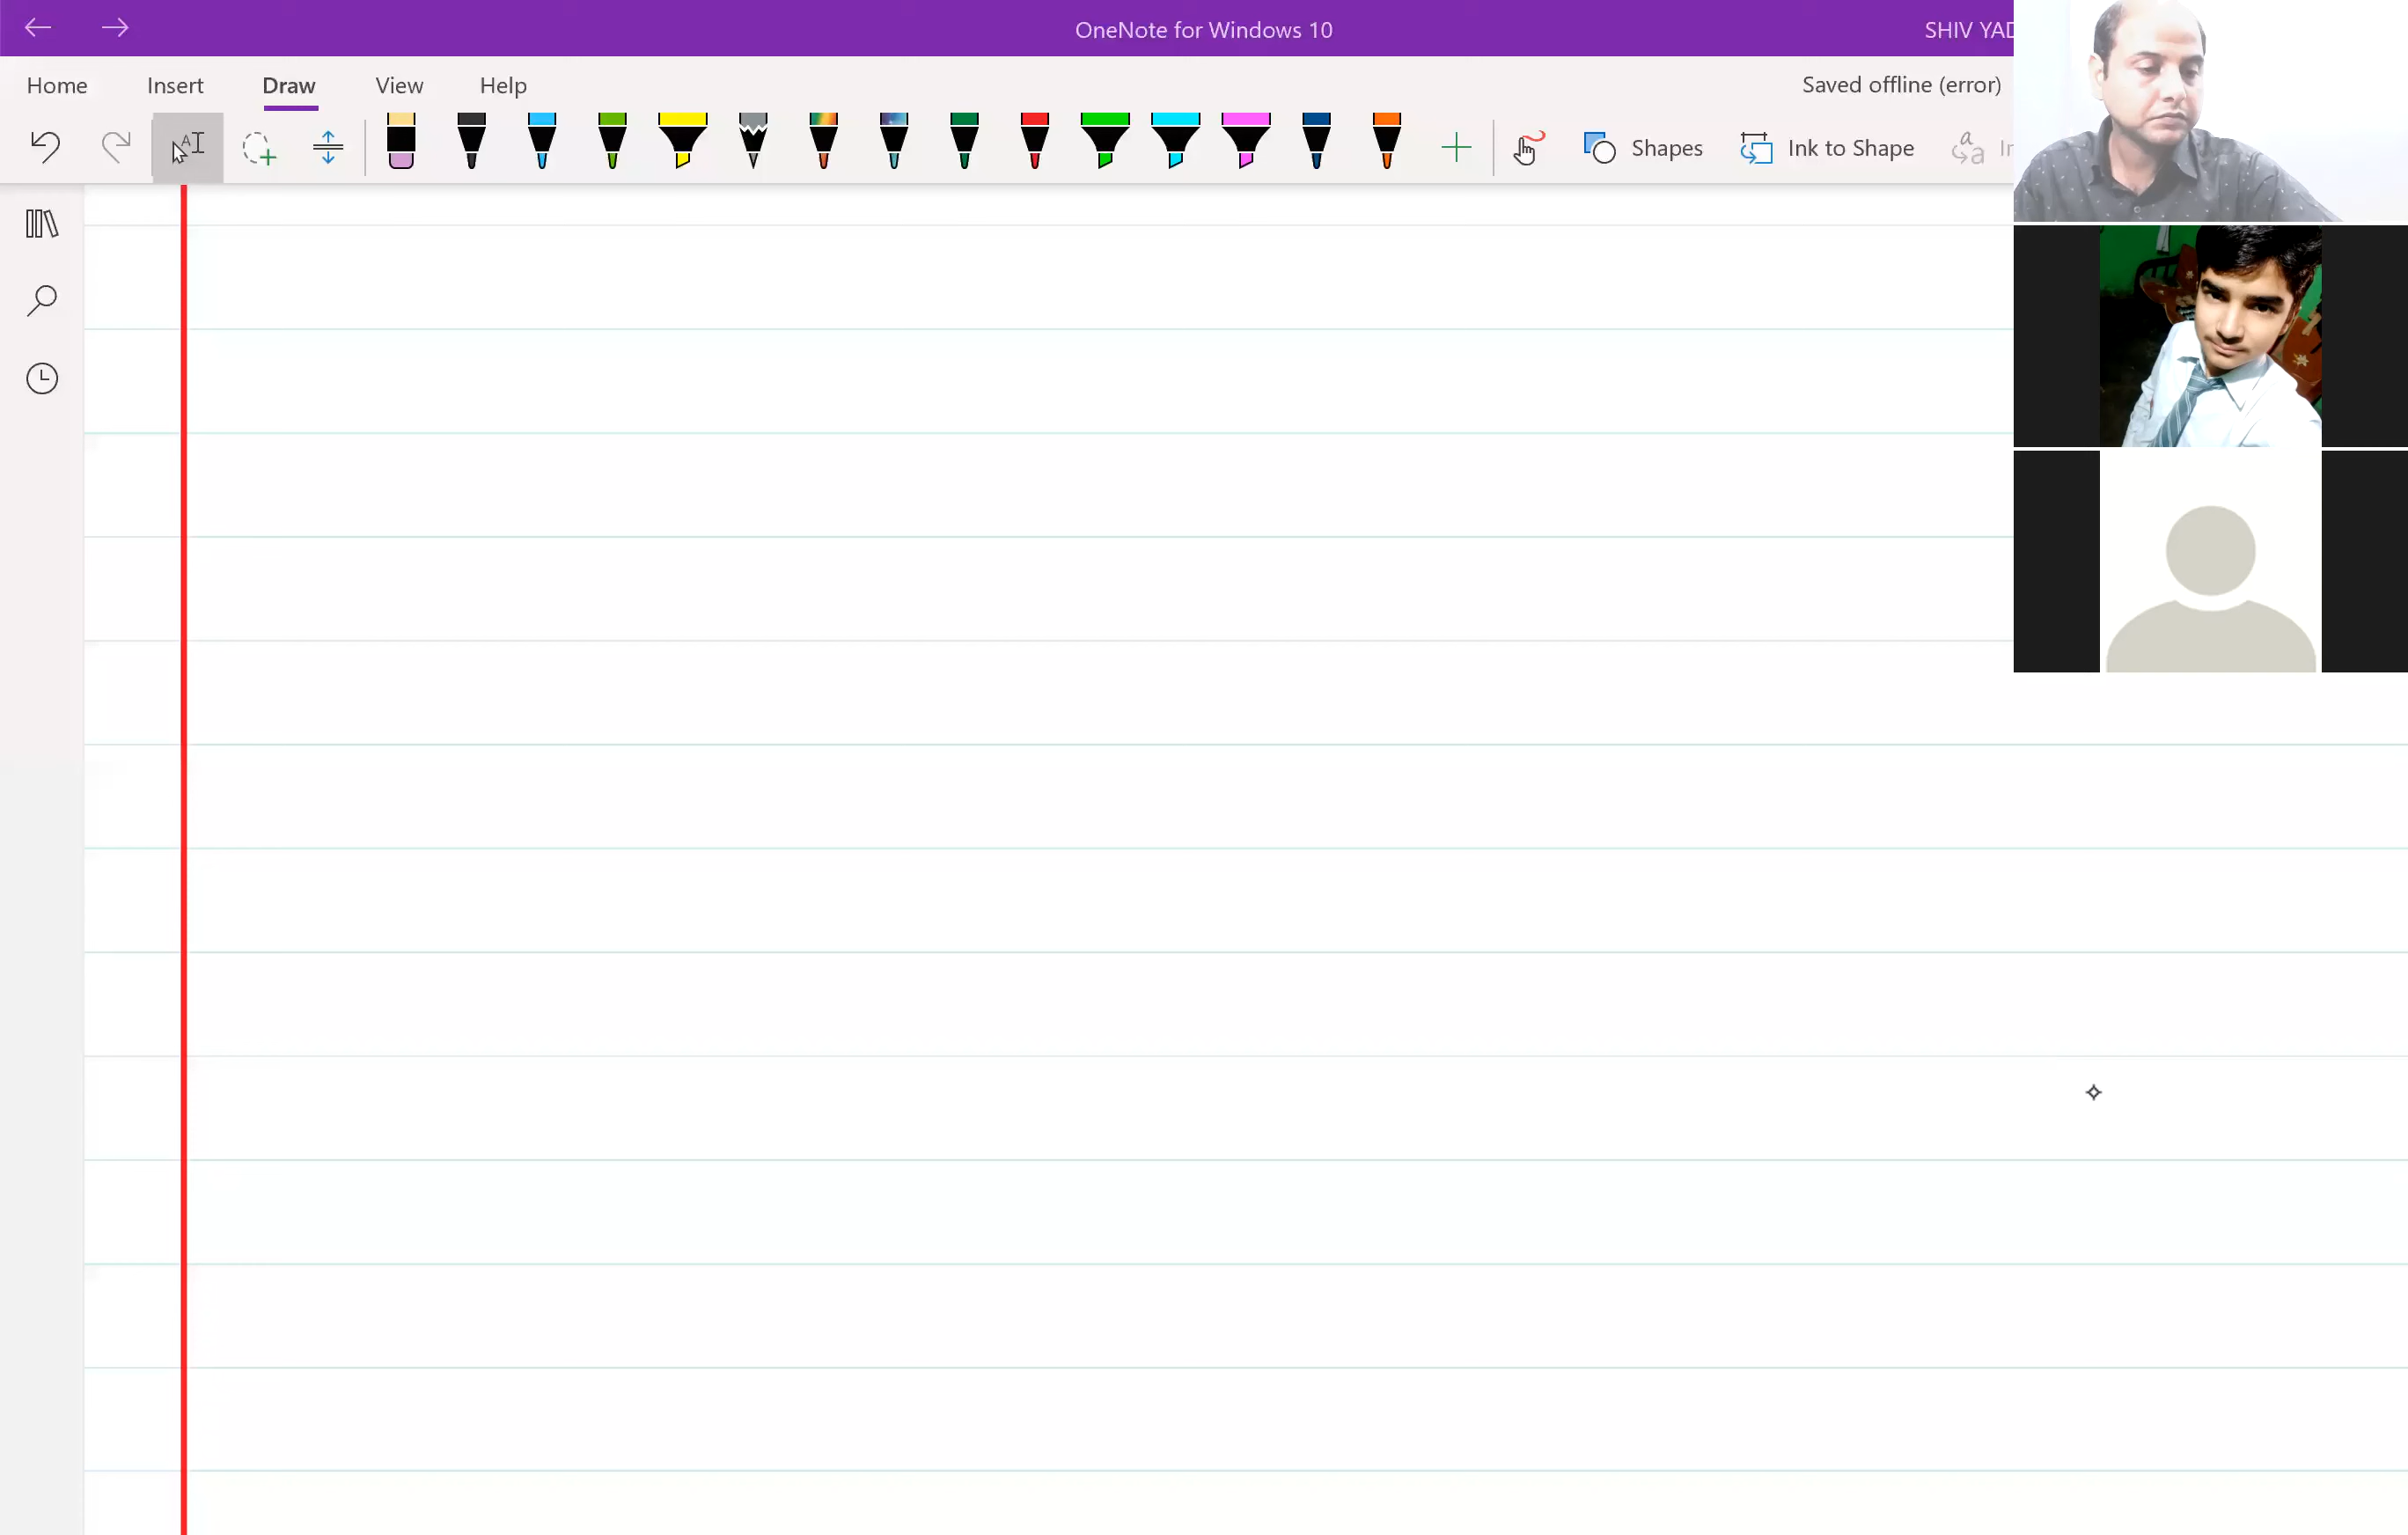 OneNote for Windows 10
SHIV YAD
Home Insert Draw View Help
Saved offline (error)
Shapes Ink to Shape